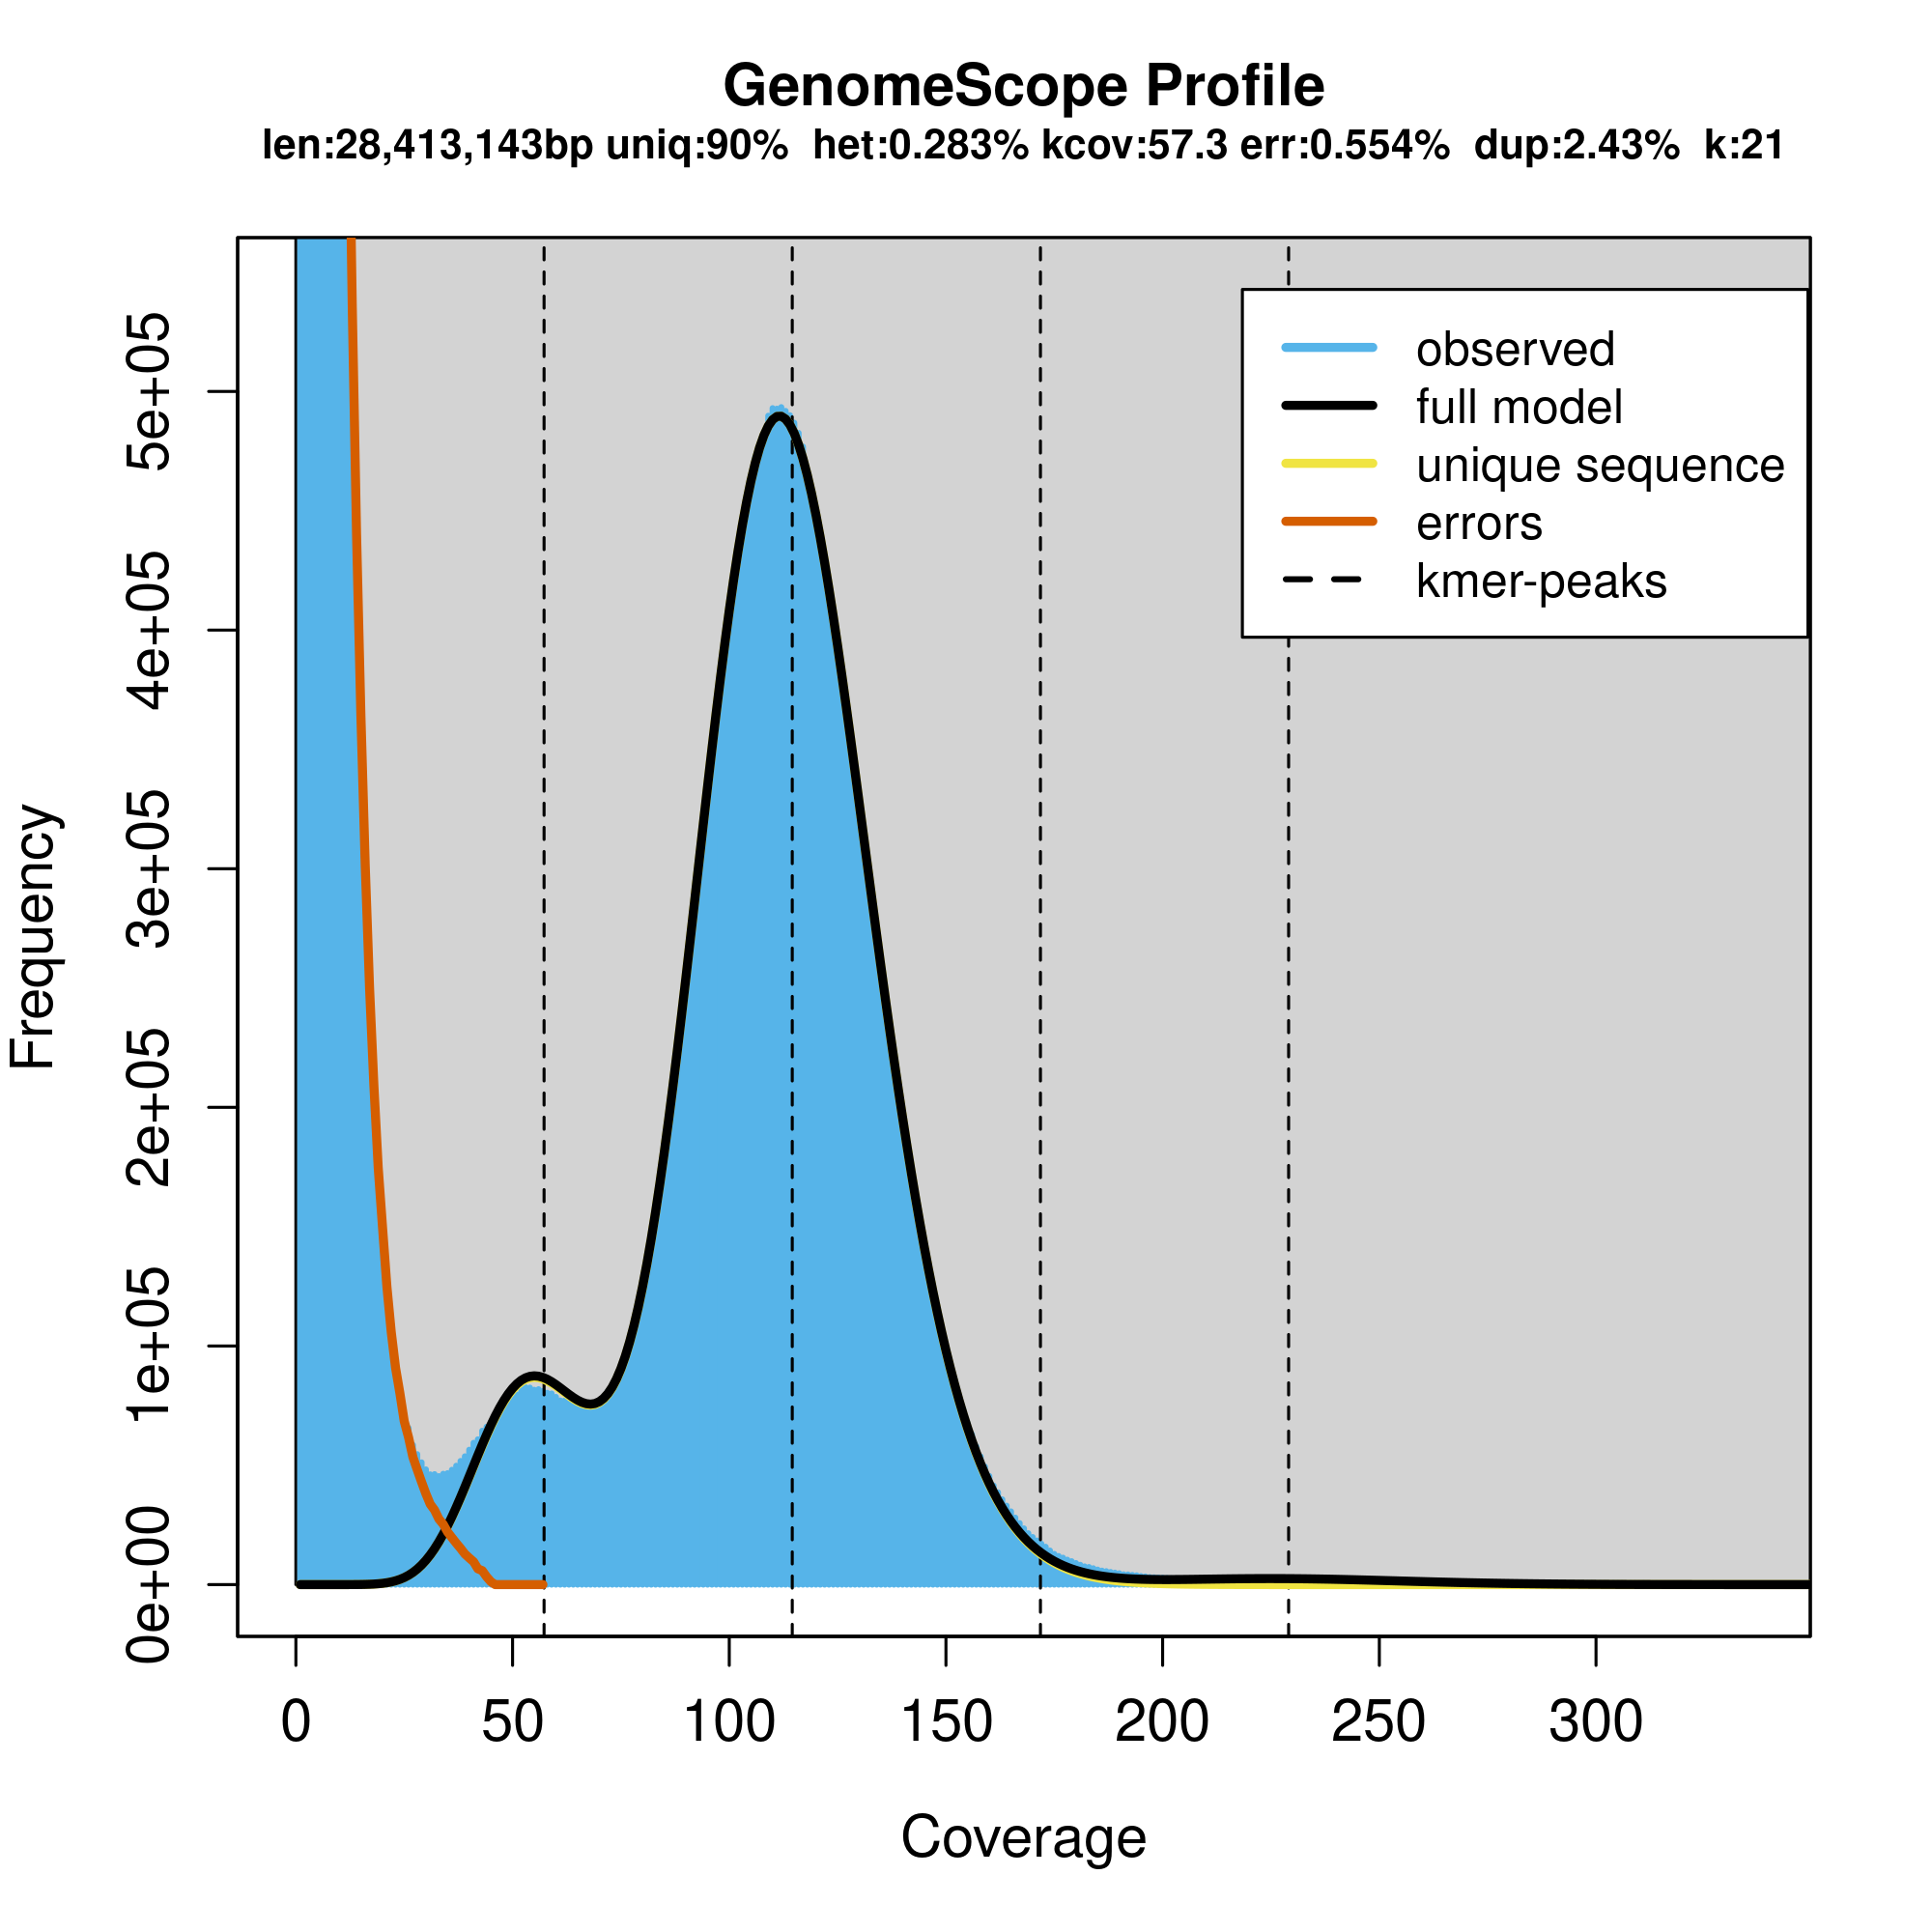 GenomeScope Profile
len:28,413,143bp uniq:90% het:0.283% kcov:57.3 err:0.554% dup:2.43% k:21
observed
full model
unique sequence
errors
kmer-peaks
Frequency
5e+05
4e+05
3e+05
2e+05
1e+05
0e+00
0 50 100 150 200 250 300
Coverage